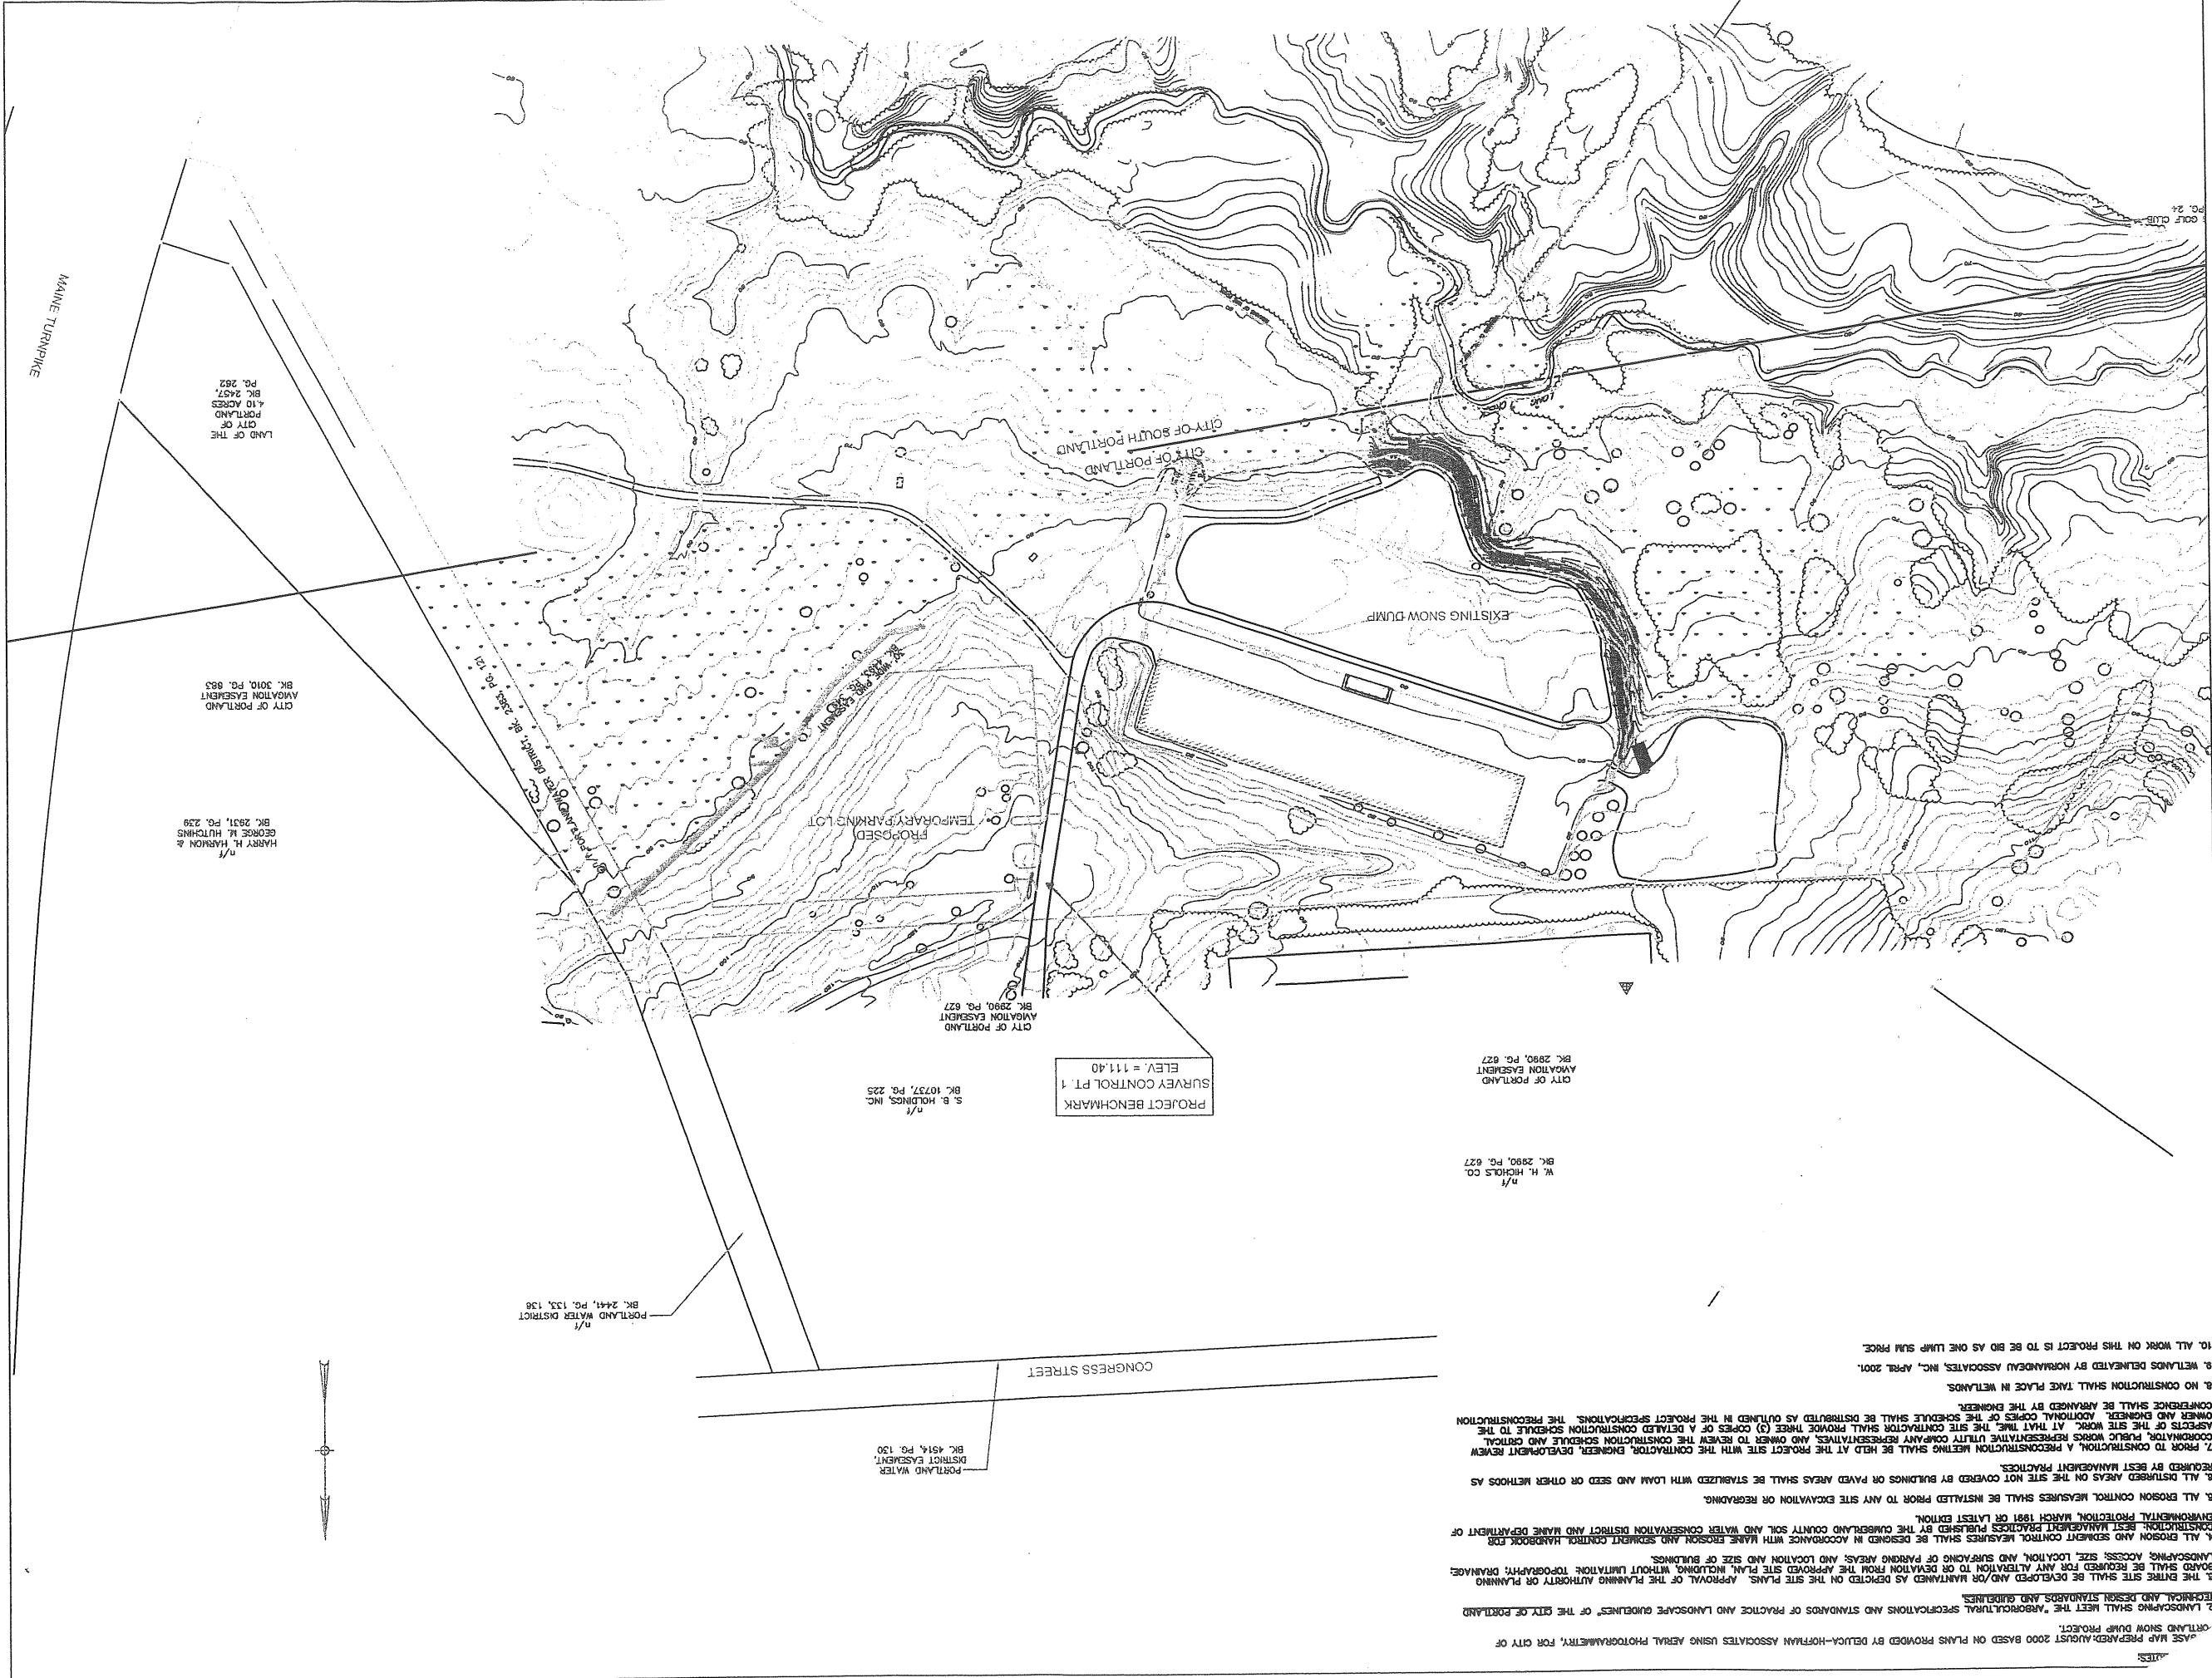 NOTES:
BASE MAP PREPARED: AUGUST 2000 BASED ON PLANS PROVIDED BY DELUCA-HOFFMAN ASSOCIATES USING AERIAL PHOTOGRAMMETRY, FOR CITY OF
PORTLAND SNOW DUMP PROJECT.
2. LANDSCAPING SHALL MEET THE "ARBORICULTURAL SPECIFICATIONS AND STANDARDS OF PRACTICE AND LANDSCAPE GUIDELINES" OF THE CITY OF PORTLAND
TECHNICAL AND DESIGN STANDARDS AND GUIDELINES.
3. THE ENTIRE SITE SHALL BE DEVELOPED AND/OR MAINTAINED AS DEPICTED ON THE SITE PLANS. APPROVAL OF THE PLANNING AUTHORITY OR PLANNING
BOARD SHALL BE REQUIRED FOR ANY ALTERATION TO OR DEVIATION FROM THE APPROVED SITE PLAN, INCLUDING, WITHOUT LIMITATION: TOPOGRAPHY; DRAINAGE;
LANDSCAPING; ACCESS; SIZE, LOCATION, AND SURFACING OF PARKING AREAS; AND LOCATION AND SIZE OF BUILDINGS.
4. ALL EROSION AND SEDIMENT CONTROL MEASURES SHALL BE DESIGNED IN ACCORDANCE WITH MAINE EROSION AND SEDIMENT CONTROL HANDBOOK FOR
CONSTRUCTION: BEST MANAGEMENT PRACTICES PUBLISHED BY THE CUMBERLAND COUNTY SOIL AND WATER CONSERVATION DISTRICT AND MAINE DEPARTMENT OF
ENVIRONMENTAL PROTECTION, MARCH 1991 OR LATEST EDITION.
5. ALL EROSION CONTROL MEASURES SHALL BE INSTALLED PRIOR TO ANY SITE EXCAVATION OR REGRADING.
6. ALL DISTURBED AREAS ON THE SITE NOT COVERED BY BUILDINGS OR PAVED AREAS SHALL BE STABILIZED WITH LOAM AND SEED OR OTHER METHODS AS
REQUIRED BY BEST MANAGEMENT PRACTICES.
7. PRIOR TO CONSTRUCTION, A PRECONSTRUCTION MEETING SHALL BE HELD AT THE PROJECT SITE WITH THE CONTRACTOR, ENGINEER, DEVELOPMENT REVIEW
COORDINATOR, PUBLIC WORKS REPRESENTATIVE UTILITY COMPANY REPRESENTATIVES, AND OWNER TO REVIEW THE CONSTRUCTION SCHEDULE AND CRITICAL
ASPECTS OF THE SITE WORK. AT THAT TIME, THE SITE CONTRACTOR SHALL PROVIDE THREE (3) COPIES OF A DETAILED CONSTRUCTION SCHEDULE TO THE
OWNER AND ENGINEER. ADDITIONAL COPIES OF THE SCHEDULE SHALL BE DISTRIBUTED AS OUTLINED IN THE PROJECT SPECIFICATIONS. THE PRECONSTRUCTION
CONFERENCE SHALL BE ARRANGED BY THE ENGINEER.
8. NO CONSTRUCTION SHALL TAKE PLACE IN WETLANDS.
9. WETLANDS DELINEATED BY NORMANDEAU ASSOCIATES, INC., APRIL 2001.
10. ALL WORK ON THIS PROJECT IS TO BE BID AS ONE LUMP SUM PRICE.
PORTLAND WATER
DISTRICT EASEMENT,
BK. 4514, PG. 130
CONGRESS STREET
n/f
PORTLAND WATER DISTRICT
BK. 2441, PG. 133, 136
n/f
W. H. NICHOLS CO.
BK. 2990, PG. 627
CITY OF PORTLAND
AVIGATION EASEMENT
BK. 2990, PG. 627
PROJECT BENCHMARK
SURVEY CONTROL PT. 1
ELEV. = 111.40
n/f
S. B. HOLDINGS, INC.
BK. 10737, PG. 225
CITY OF PORTLAND
AVIGATION EASEMENT
BK. 2990, PG. 627
n/f
HARRY H. HARMON &
GEORGE M. HUTCHINS
BK. 2931, PG. 239
PROPOSED
TEMPORARY PARKING LOT
CITY OF PORTLAND
AVIGATION EASEMENT
BK. 3010, PG. 683
PORTLAND WATER DISTRICT, BK. 2383, PG. 121
30' WIDE PWD EASEMENT
EXISTING SNOW DUMP
CITY OF PORTLAND
CITY OF SOUTH PORTLAND
LAND OF THE
CITY OF
PORTLAND
4.10 ACRES
BK. 2457,
PG. 262
MAINE TURNPIKE
GOLF CLUB
PG. 24